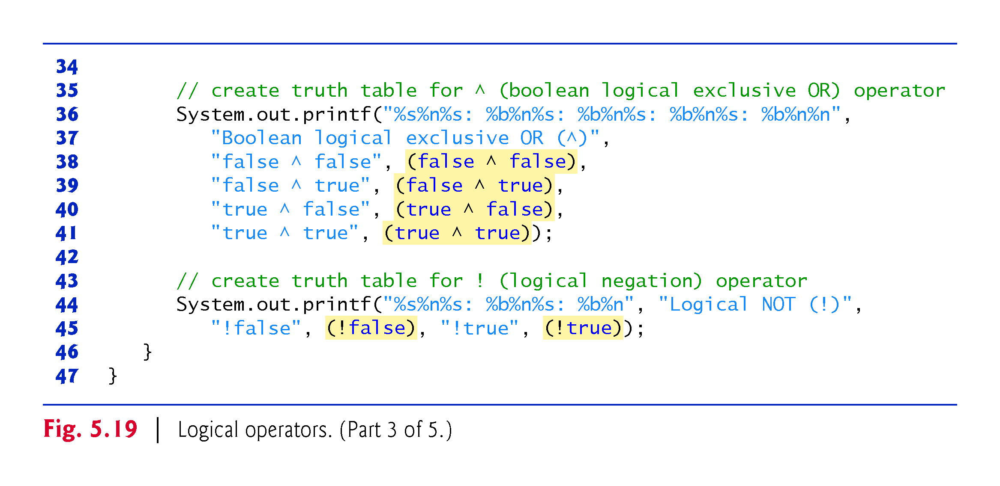 34
35 // create truth table for ^ (boolean logical exclusive OR) operator
36 System.out.printf("%s%n%s: %b%n%s: %b%n%s: %b%n%s: %b%n%n",
37 "Boolean logical exclusive OR (^)",
38 "false ^ false", (false ^ false),
39 "false ^ true", (false ^ true),
40 "true ^ false", (true ^ false),
41 "true ^ true", (true ^ true));
42
43 // create truth table for ! (logical negation) operator
44 System.out.printf("%s%n%s: %b%n%s: %b%n", "Logical NOT (!)",
45 "!false", (!false), "!true", (!true));
46 }
47 }
Fig. 5.19 | Logical operators. (Part 3 of 5.)